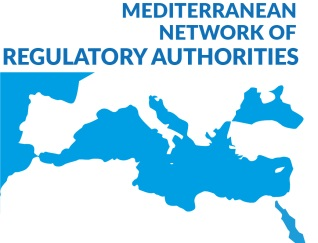 MEDITERRANEAN
NETWORK OF
REGULATORY AUTHORITIES